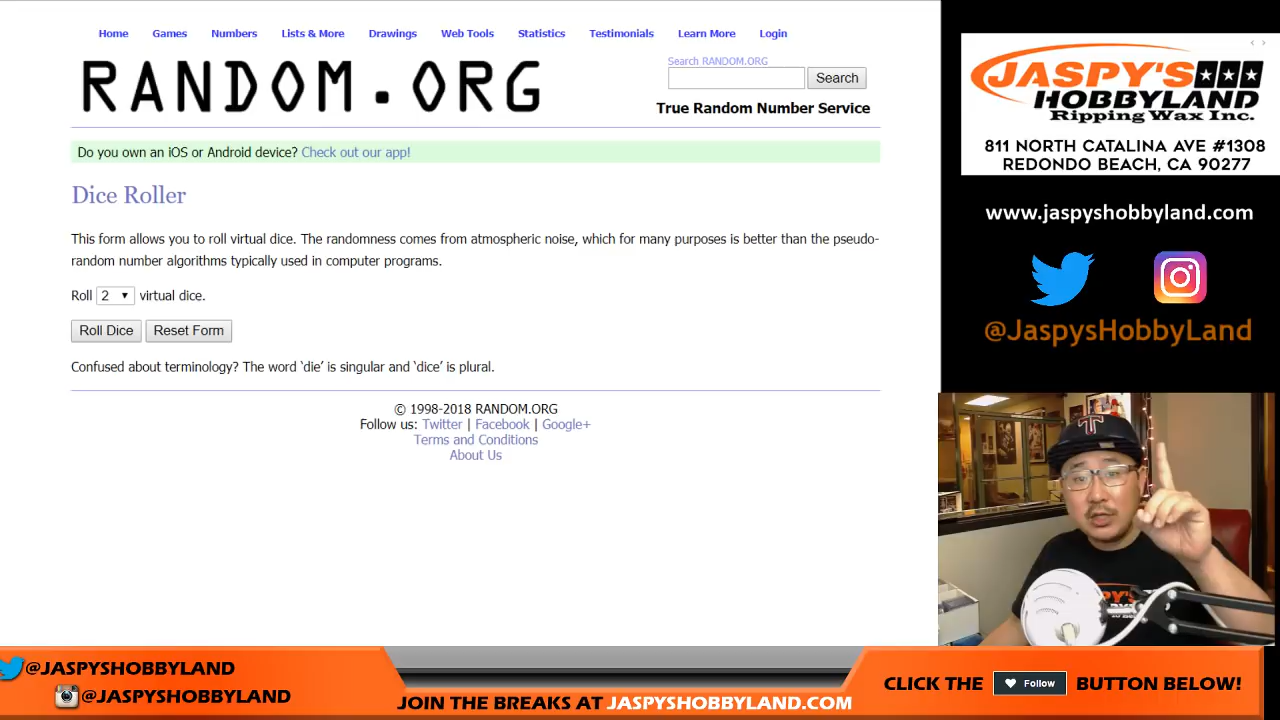 Home Games Numbers Lists & More Drawings Web Tools Statistics Testimonials Learn More Login
RANDOM.ORG
Search RANDOM.ORG
Search
True Random Number Service
Do you own an iOS or Android device? Check out our app!
Dice Roller
This form allows you to roll virtual dice. The randomness comes from atmospheric noise, which for many purposes is better than the pseudo-
random number algorithms typically used in computer programs.
Roll 2 virtual dice.
Roll Dice Reset Form
Confused about terminology? The word ‘die’ is singular and ‘dice’ is plural.
© 1998-2018 RANDOM.ORG
Follow us: Twitter | Facebook | Google+
Terms and Conditions
About Us
JASPY'S
HOBBYLAND
Ripping Wax Inc.
811 NORTH CATALINA AVE #1308
REDONDO BEACH, CA 90277
www.jaspyshobbyland.com
@JaspysHobbyLand
T
JASPY'S
@JASPYSHOBBYLAND
@JASPYSHOBBYLAND
JOIN THE BREAKS AT JASPYSHOBBYLAND.COM
CLICK THE Follow BUTTON BELOW!